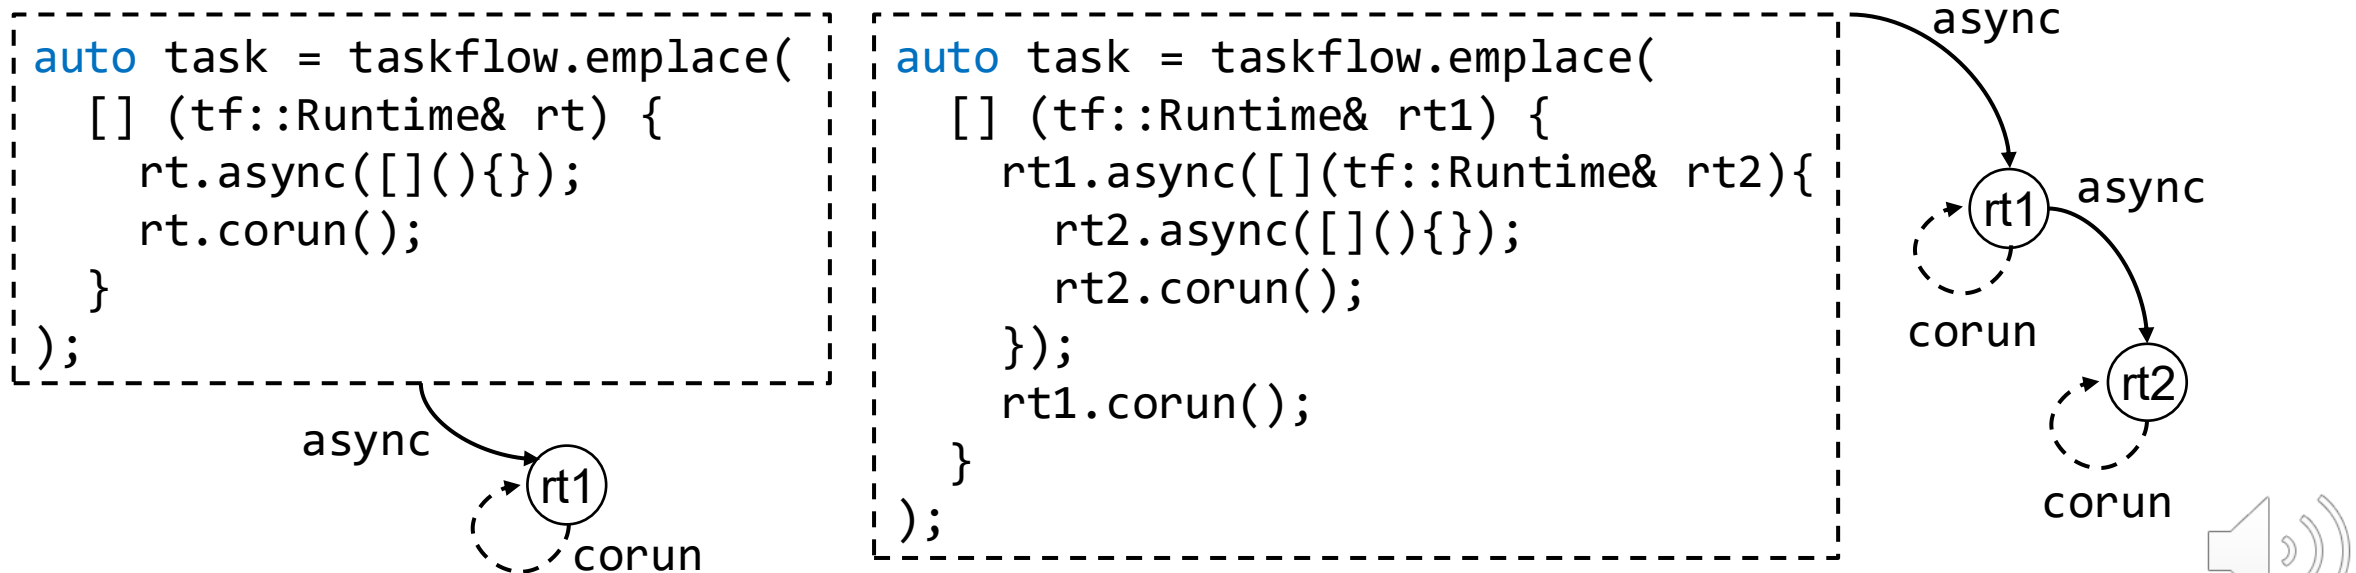 auto task = taskflow.emplace(
  [] (tf::Runtime& rt) {
    rt.async([](){});
    rt.corun();
  }
);
async
rt1
corun
auto task = taskflow.emplace(
  [] (tf::Runtime& rt1) {
    rt1.async([](tf::Runtime& rt2){
      rt2.async([](){});
      rt2.corun();
    });
    rt1.corun();
  }
);
async
rt1
async
corun
rt2
corun